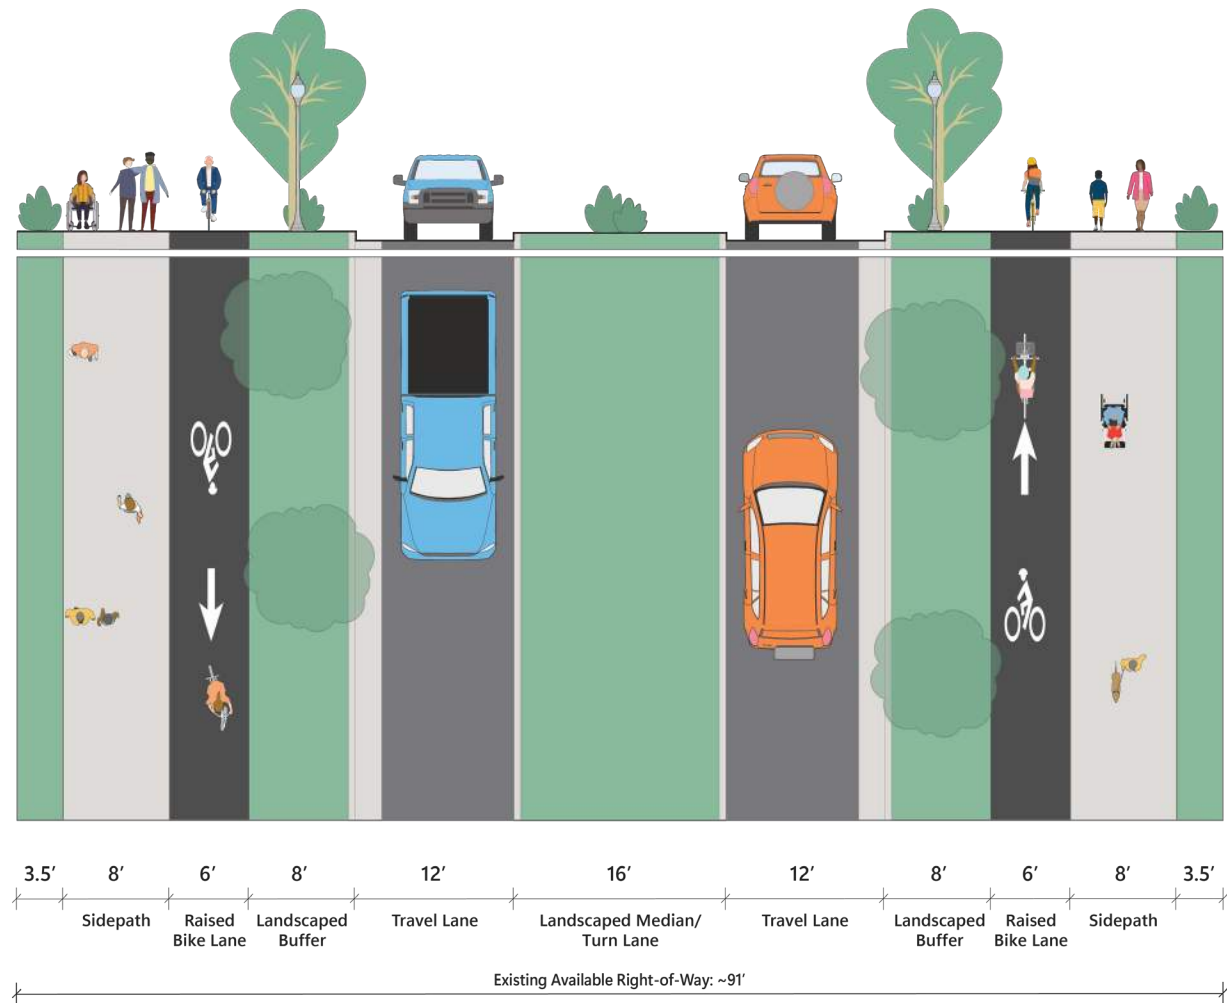 3.5′ 8′ 6′ 8′ 12′ 16′ 12′ 8′ 6′ 8′ 3.5′
Sidepath Raised Landscaped Travel Lane Landscaped Median/ Travel Lane Landscaped Raised Sidepath
Bike Lane Buffer Turn Lane Buffer Bike Lane
Existing Available Right-of-Way: ~91′